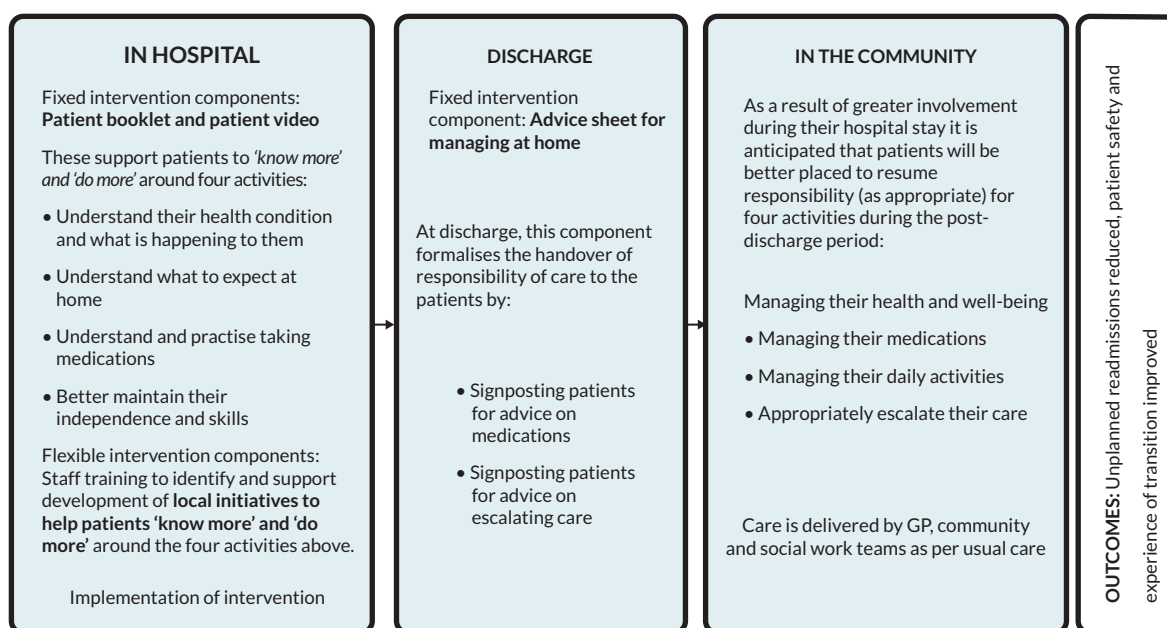 IN HOSPITAL
Fixed intervention components:
Patient booklet and patient video
These support patients to ‘know more’
and ‘do more’ around four activities:
• Understand their health condition
and what is happening to them
• Understand what to expect at
home
• Understand and practise taking
medications
• Better maintain their
independence and skills
Flexible intervention components:
Staff training to identify and support
development of local initiatives to
help patients ‘know more’ and ‘do
more’ around the four activities above.
Implementation of intervention
DISCHARGE
Fixed intervention
component: Advice sheet for
managing at home
At discharge, this component
formalises the handover of
responsibility of care to the
patients by:
• Signposting patients
for advice on
medications
• Signposting patients
for advice on
escalating care
IN THE COMMUNITY
As a result of greater involvement
during their hospital stay it is
anticipated that patients will be
better placed to resume
responsibility (as appropriate) for
four activities during the post-
discharge period:
Managing their health and well-being
• Managing their medications
• Managing their daily activities
• Appropriately escalate their care
Care is delivered by GP, community
and social work teams as per usual care
OUTCOMES: Unplanned readmissions reduced, patient safety and
experience of transition improved